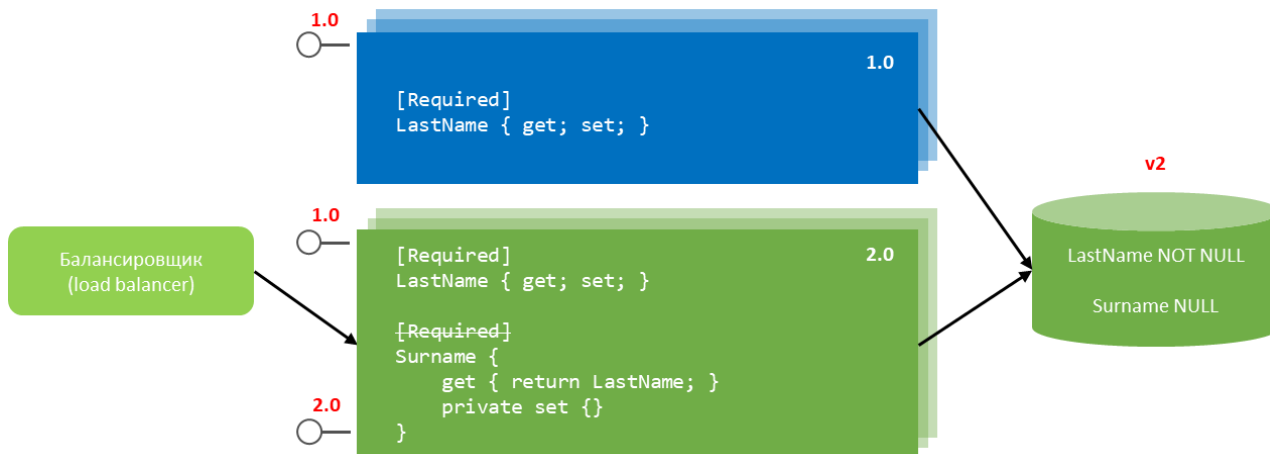 1.0
1.0
[Required]
LastName { get; set; }
v2
1.0
Балансировщик
(load balancer)
2.0
[Required]
LastName { get; set; }
[Required]
Surname {
    get { return LastName; }
    private set {}
}
2.0
LastName NOT NULL
Surname NULL